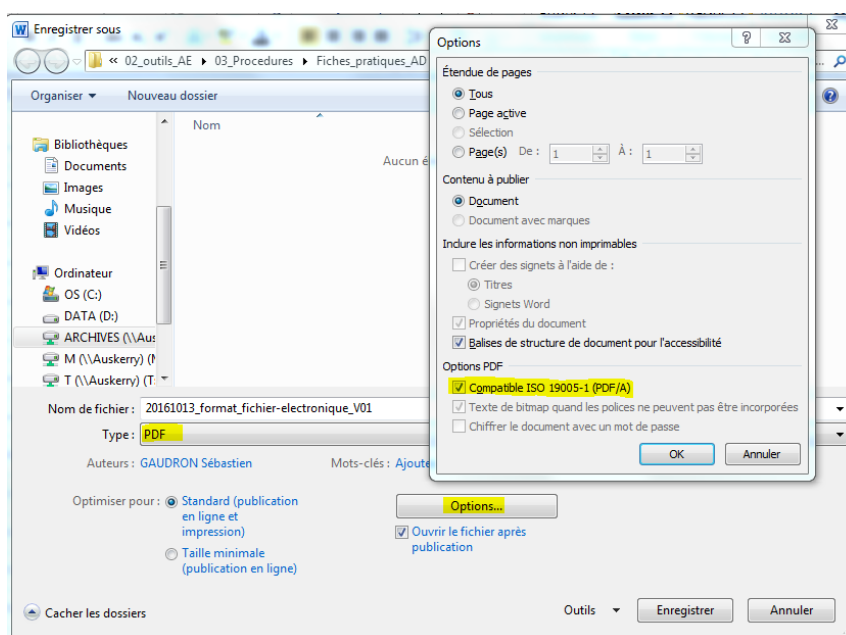 Enregistrer sous
« 02_outils_AE ▸ 03_Procedures ▸ Fiches_pratiques_AD
Organiser
Nouveau dossier
Nom
Aucun
Bibliothèques
Documents
Images
Musique
Vidéos
Ordinateur
OS (C:)
DATA (D:)
ARCHIVES (\\Aus
M (\\Auskerry) (
T (\\Auskerry) (T:
Nom de fichier : 20161013_format_fichier-electronique_V01
Type : PDF
Auteurs : GAUDRON Sébastien
Mots-clés : Ajoute
Optimiser pour :
Standard (publication
en ligne et
impression)
Taille minimale
(publication en ligne)
Options...
Ouvrir le fichier après
publication
Cacher les dossiers
Outils
Enregistrer
Annuler
Options
Étendue de pages
Tous
Page active
Sélection
Page(s) De : 1 À : 1
Contenu à publier
Document
Document avec marques
Inclure les informations non imprimables
Créer des signets à l'aide de :
Titres
Signets Word
Propriétés du document
Balises de structure de document pour l'accessibilité
Options PDF
Compatible ISO 19005-1 (PDF/A)
Texte de bitmap quand les polices ne peuvent pas être incorporées
Chiffrer le document avec un mot de passe
OK
Annuler